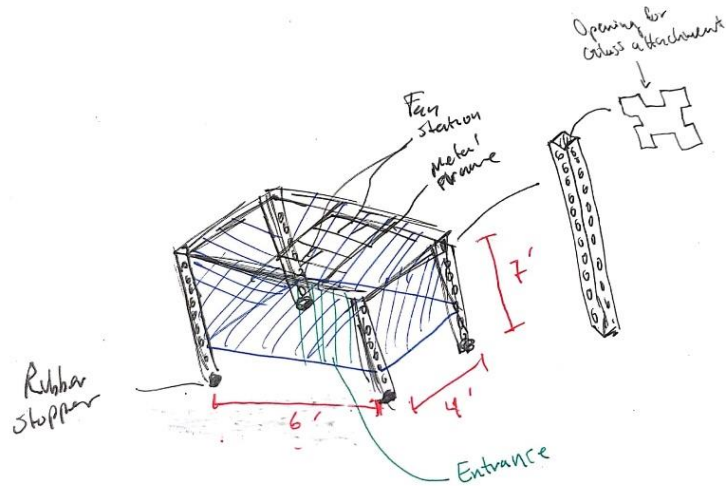 Opening for
Glass attachment
Fan
Station
Metal
Frame
7'
Rubber
Stopper
6'
4'
Entrance